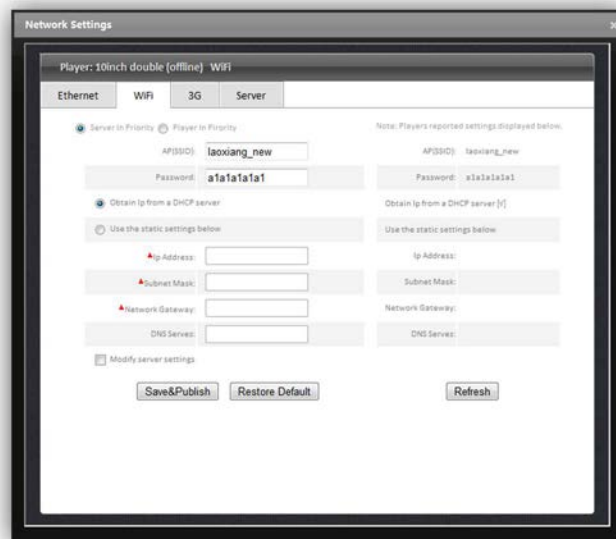 Network Settings
Player: 10inch double (offline) WiFi
Ethernet WiFi 3G Server
Server in Priority Player in Pirority Note: Players reported settings displayed below.
AP(SSID): laoxiang_new AP(SSID): laoxiang_new
Password: a1a1a1a1a1 Password: a1a1a1a1a1
Obtain Ip from a DHCP server Obtain Ip from a DHCP server [Y]
Use the static settings below Use the static settings below
Ip Address: Ip Address:
Subnet Mask: Subnet Mask:
Network Gateway: Network Gateway:
DNS Serves: DNS Serves:
Modify server settings
Save&Publish Restore Default Refresh